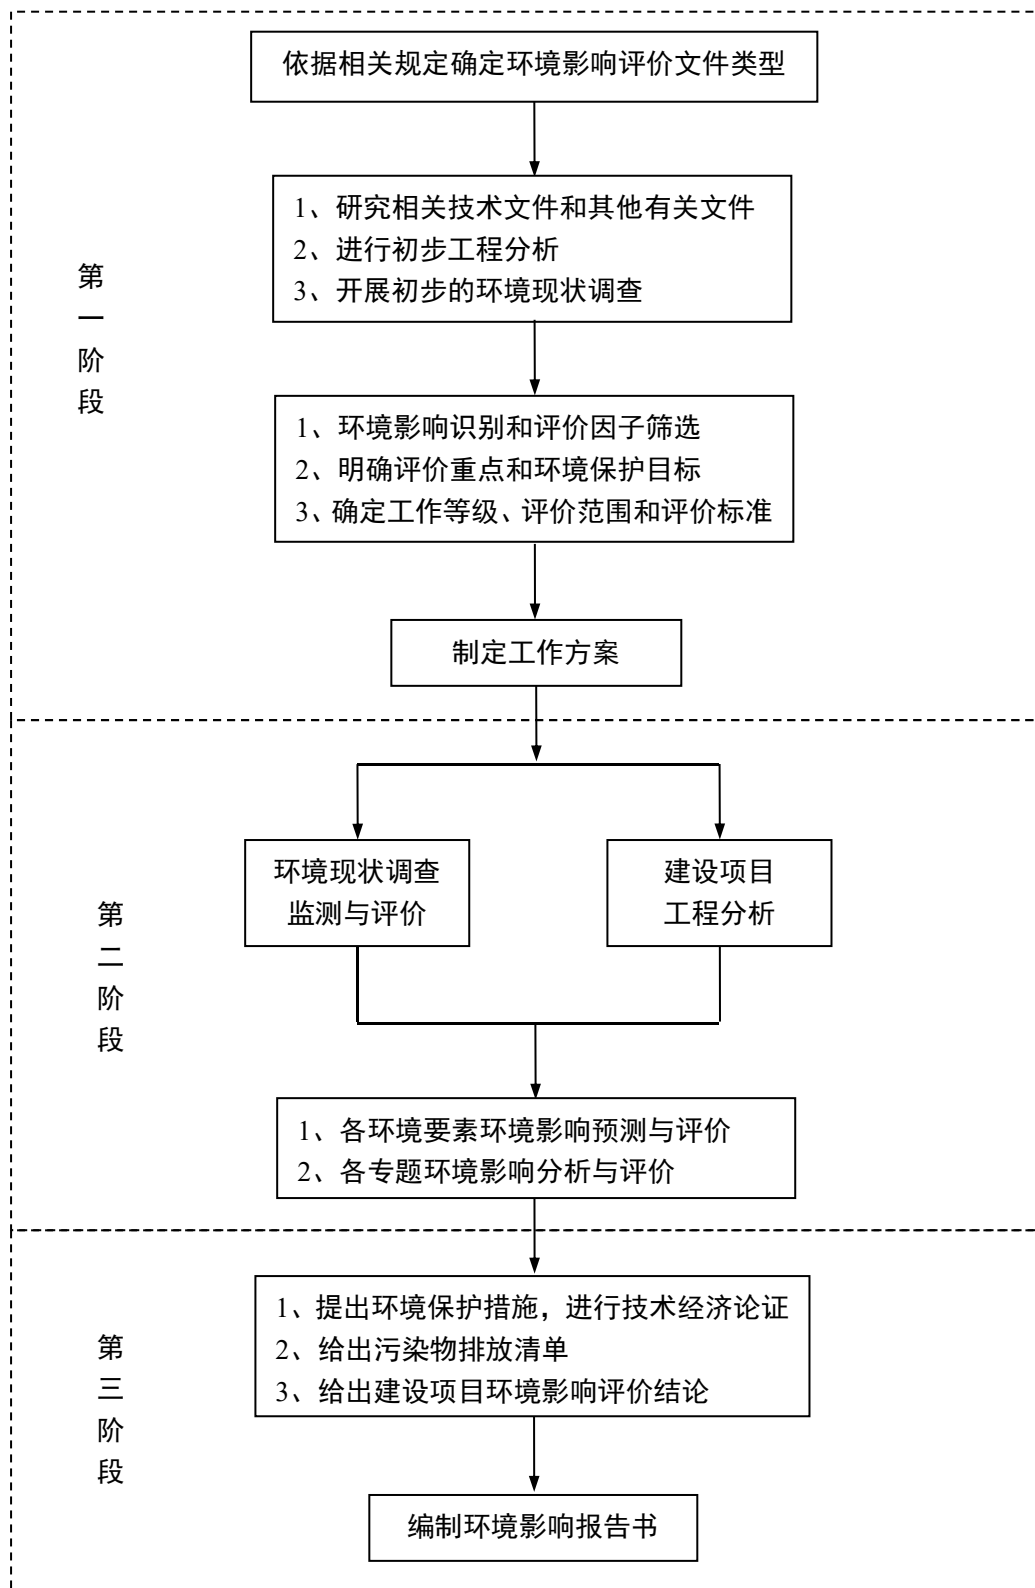 依据相关规定确定环境影响评价文件类型
1、研究相关技术文件和其他有关文件
2、进行初步工程分析
3、开展初步的环境现状调查
第
一
阶
段
1、环境影响识别和评价因子筛选
2、明确评价重点和环境保护目标
3、确定工作等级、评价范围和评价标准
制定工作方案
环境现状调查
监测与评价
建设项目
工程分析
第
二
阶
段
1、各环境要素环境影响预测与评价
2、各专题环境影响分析与评价
1、提出环境保护措施，进行技术经济论证
2、给出污染物排放清单
3、给出建设项目环境影响评价结论
第
三
阶
段
编制环境影响报告书